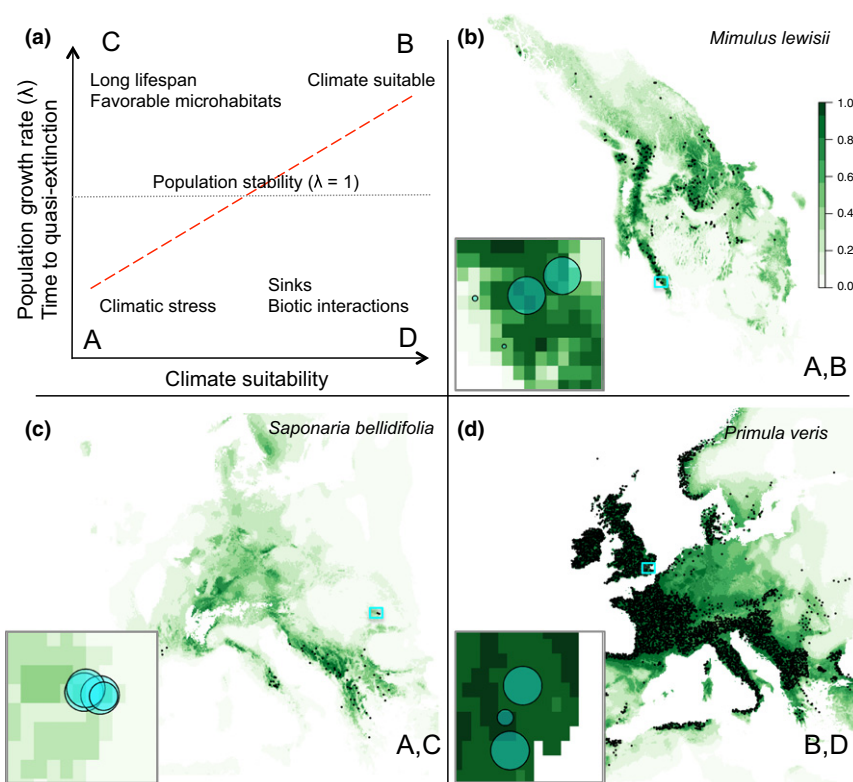 (a)
C
B
Long lifespan
Favorable microhabitats
Climate suitable
Population stability (λ = 1)
Climatic stress
Sinks
Biotic interactions
A
D
Population growth rate (λ)
Time to quasi-extinction
Climate suitability
(b)
Mimulus lewisii
1.0
0.8
0.6
0.4
0.2
0.0
A,B
(c)
Saponaria bellidifolia
A,C
(d)
Primula veris
B,D